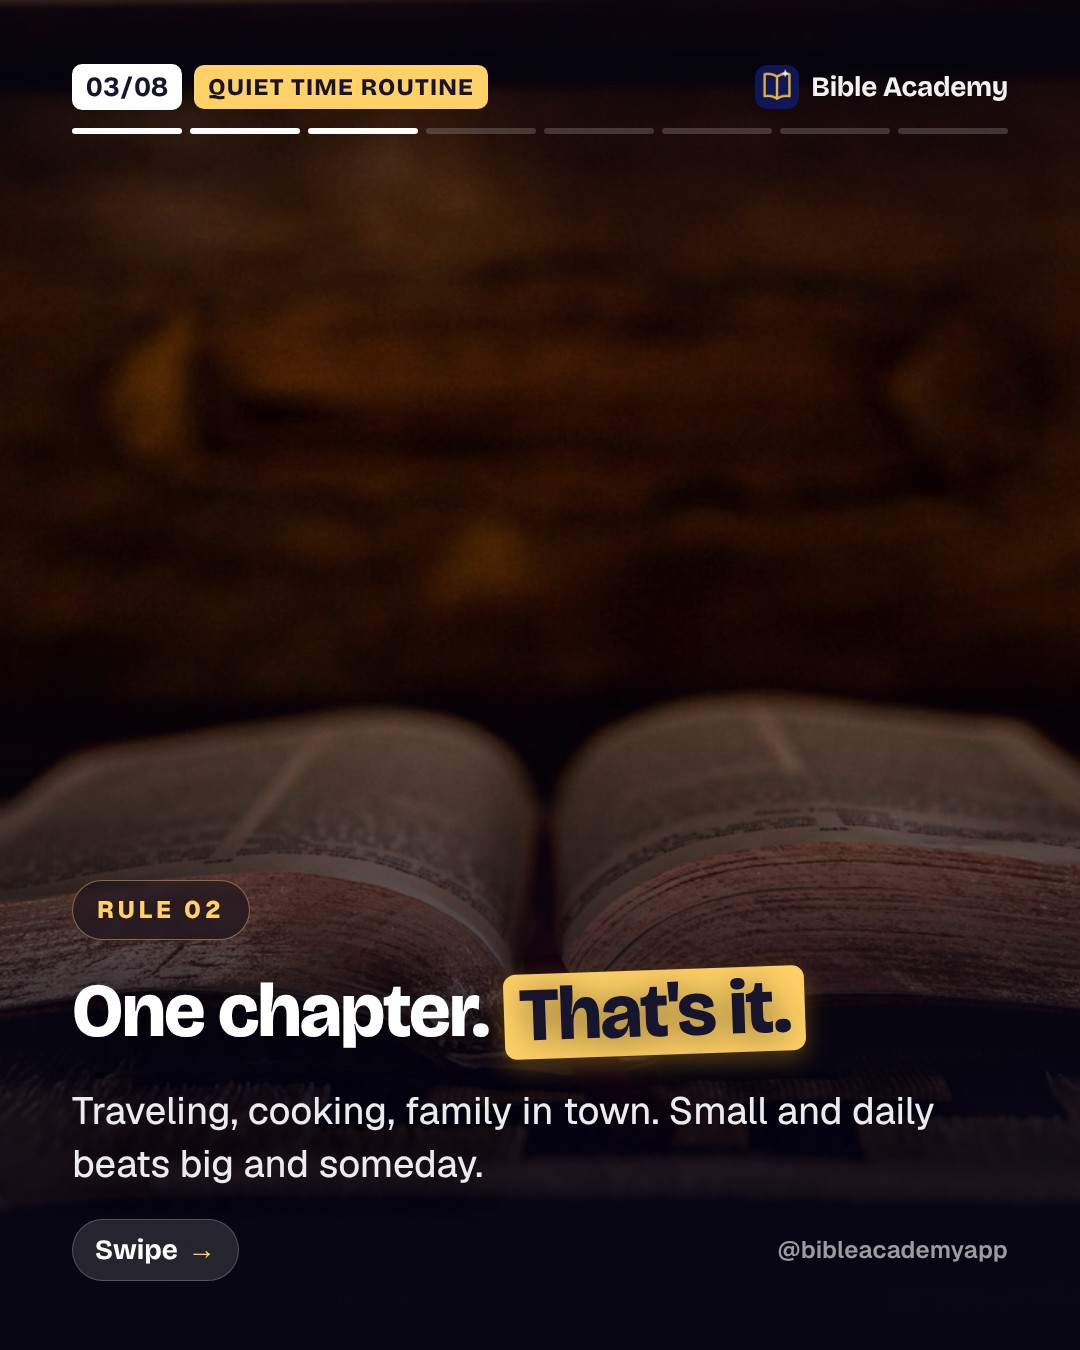 03/08 QUIET TIME ROUTINE Bible Academy
RULE 02
One chapter. That's it.
Traveling, cooking, family in town. Small and daily
beats big and someday.
Swipe → @bibleacademyapp